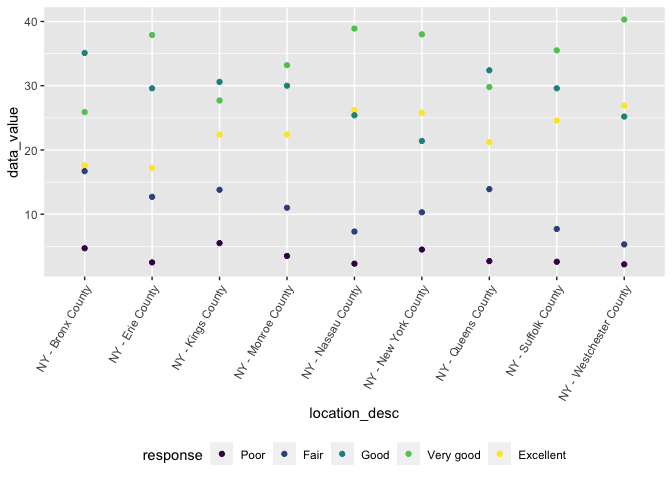 data_value
40
30
20
10
NY - Bronx County
NY - Erie County
NY - Kings County
NY - Monroe County
NY - Nassau County
NY - New York County
NY - Queens County
NY - Suffolk County
NY - Westchester County
location_desc
response Poor Fair Good Very good Excellent